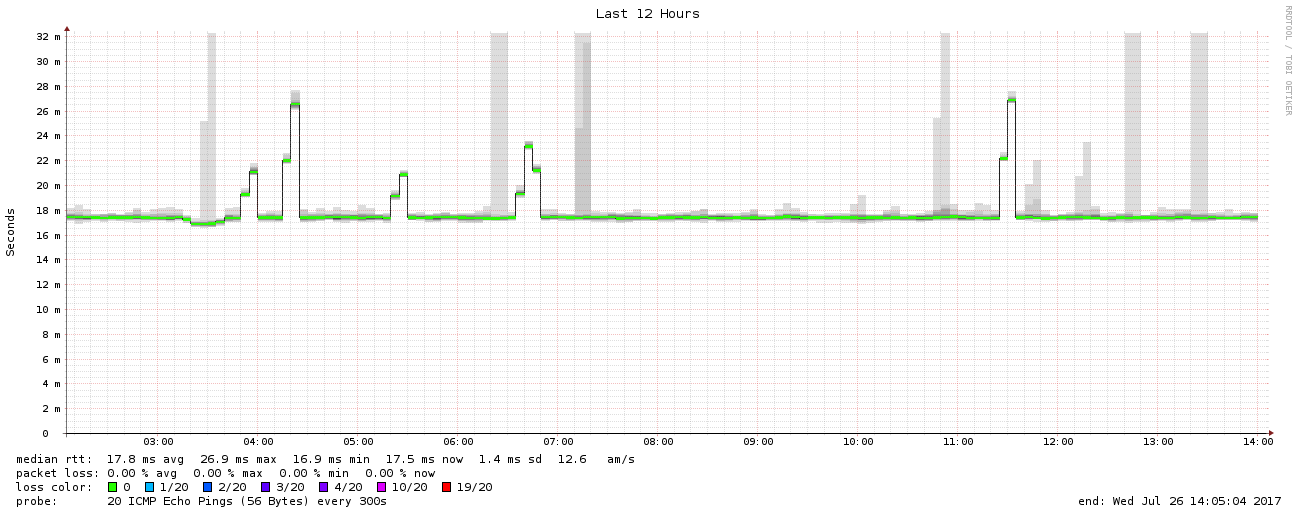 Last 12 Hours
RRDTOOL / TOBI OETIKER
Seconds
32 m
30 m
28 m
26 m
24 m
22 m
20 m
18 m
16 m
14 m
12 m
10 m
8 m
6 m
4 m
2 m
0
03:00 04:00 05:00 06:00 07:00 08:00 09:00 10:00 11:00 12:00 13:00 14:00
median rtt: 17.8 ms avg 26.9 ms max 16.9 ms min 17.5 ms now 1.4 ms sd 12.6 am/s
packet loss: 0.00 % avg 0.00 % max 0.00 % min 0.00 % now
loss color: 0 1/20 2/20 3/20 4/20 10/20 19/20
probe: 20 ICMP Echo Pings (56 Bytes) every 300s end: Wed Jul 26 14:05:04 2017